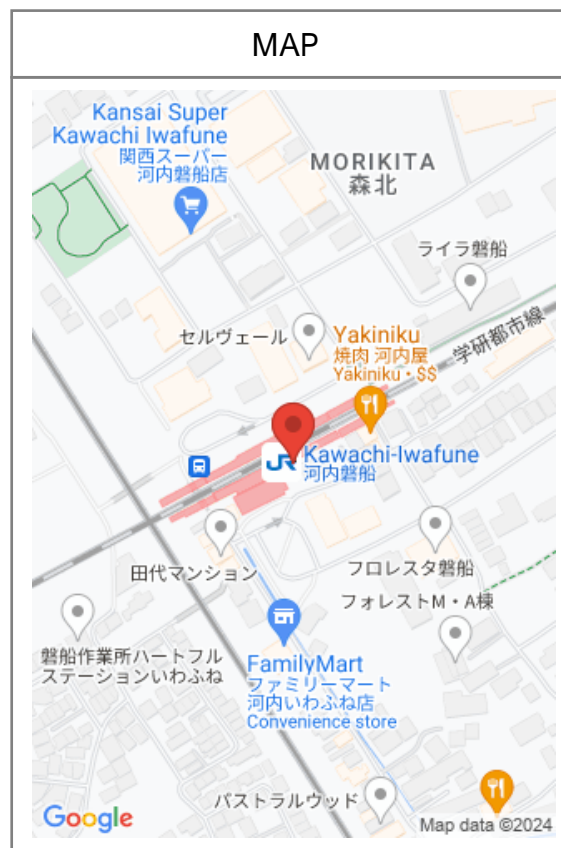 MAP
Kansai Super
Kawachi Iwafune
関西スーパー
河内磐船店
MORIKITA
森北
ライラ磐船
セルヴェール
Yakiniku
焼肉 河内屋
Yakiniku・$$
学研都市線
JR
Kawachi-Iwafune
河内磐船
田代マンション
フロレスタ磐船
フォレストM・A棟
磐船作業所ハートフル
ステーションいわふね
FamilyMart
ファミリーマート
河内いわふね店
Convenience store
パストラルウッド
Google
Map data ©2024